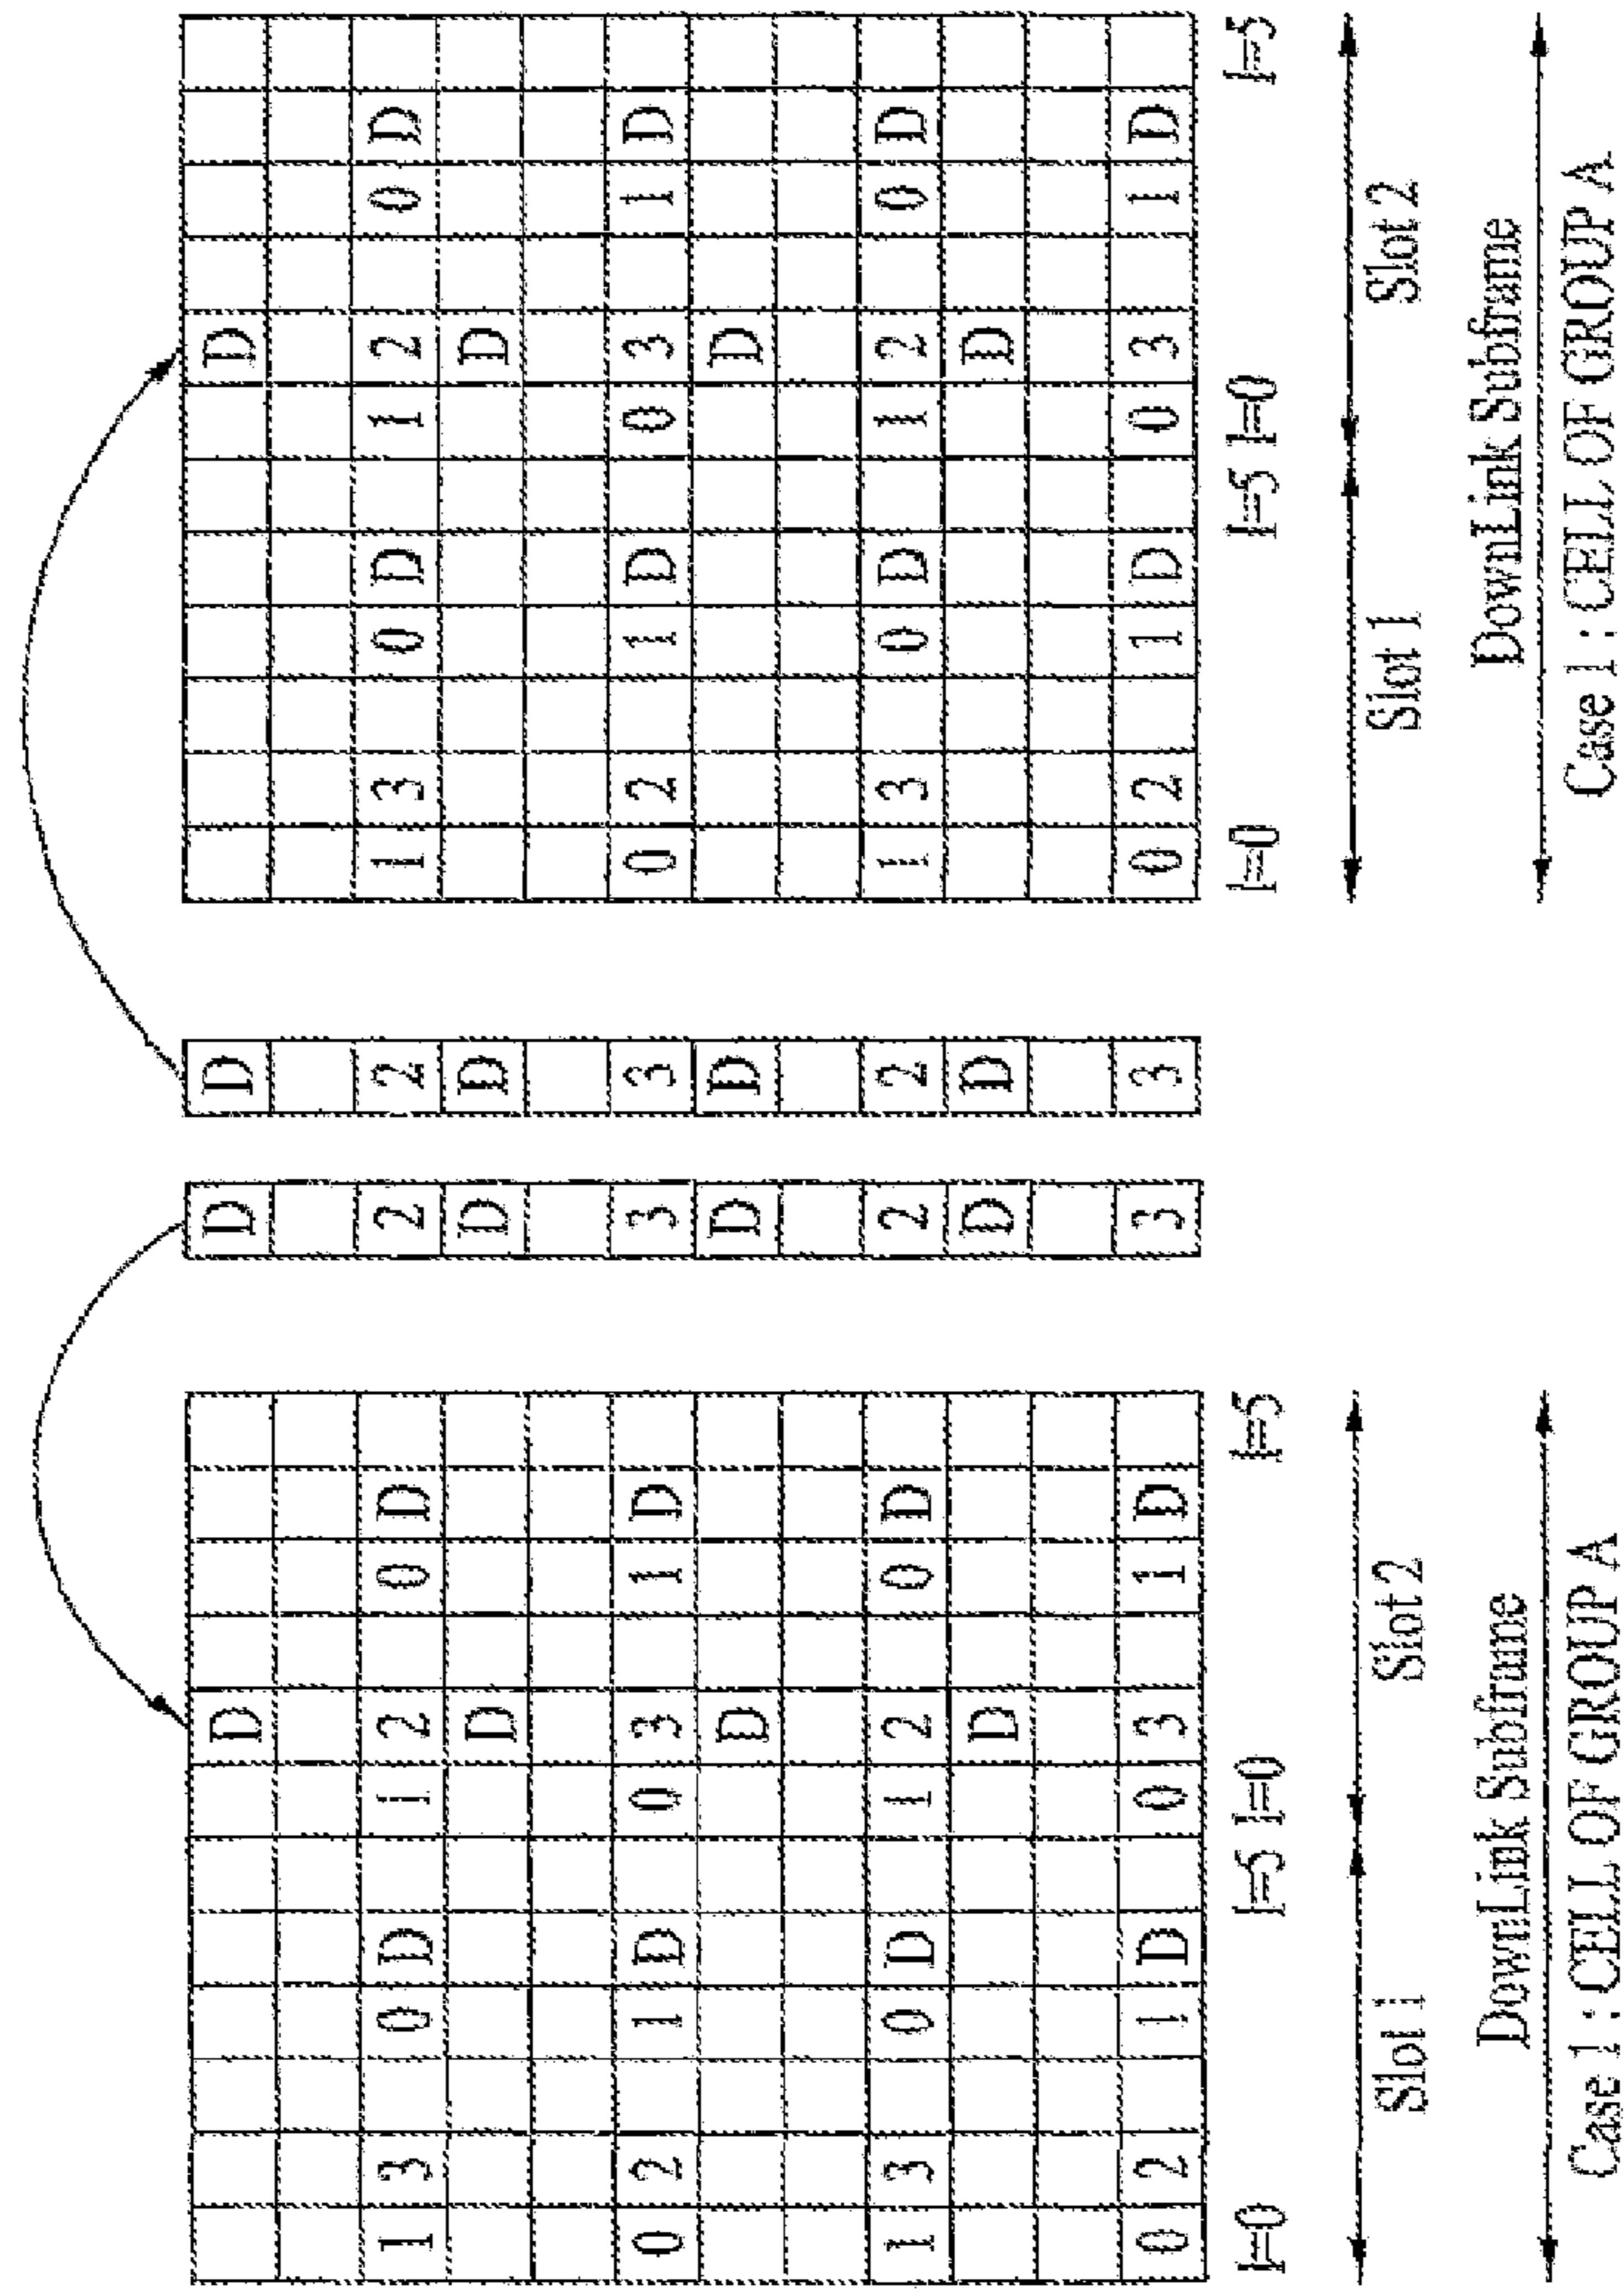 D D D D
1 3 0 D 1 2 0 D 2 2 1 3 0 D 1 2 0 D
D D D D
0 2 1 D 0 3 1 D 3 3 0 2 1 D 0 3 1 D
D D D D
1 3 0 D 1 2 0 D 2 2 1 3 0 D 1 2 0 D
D D D D
0 2 1 D 0 3 1 D 3 3 0 2 1 D 0 3 1 D
l=0 l=5 l=0 l=5 l=0 l=5 l=0 l=5
Slot 1 Slot 2 Slot 1 Slot 2
DownLink Subframe DownLink Subframe
Case 1 : CELL OF GROUP A Case 1 : CELL OF GROUP A